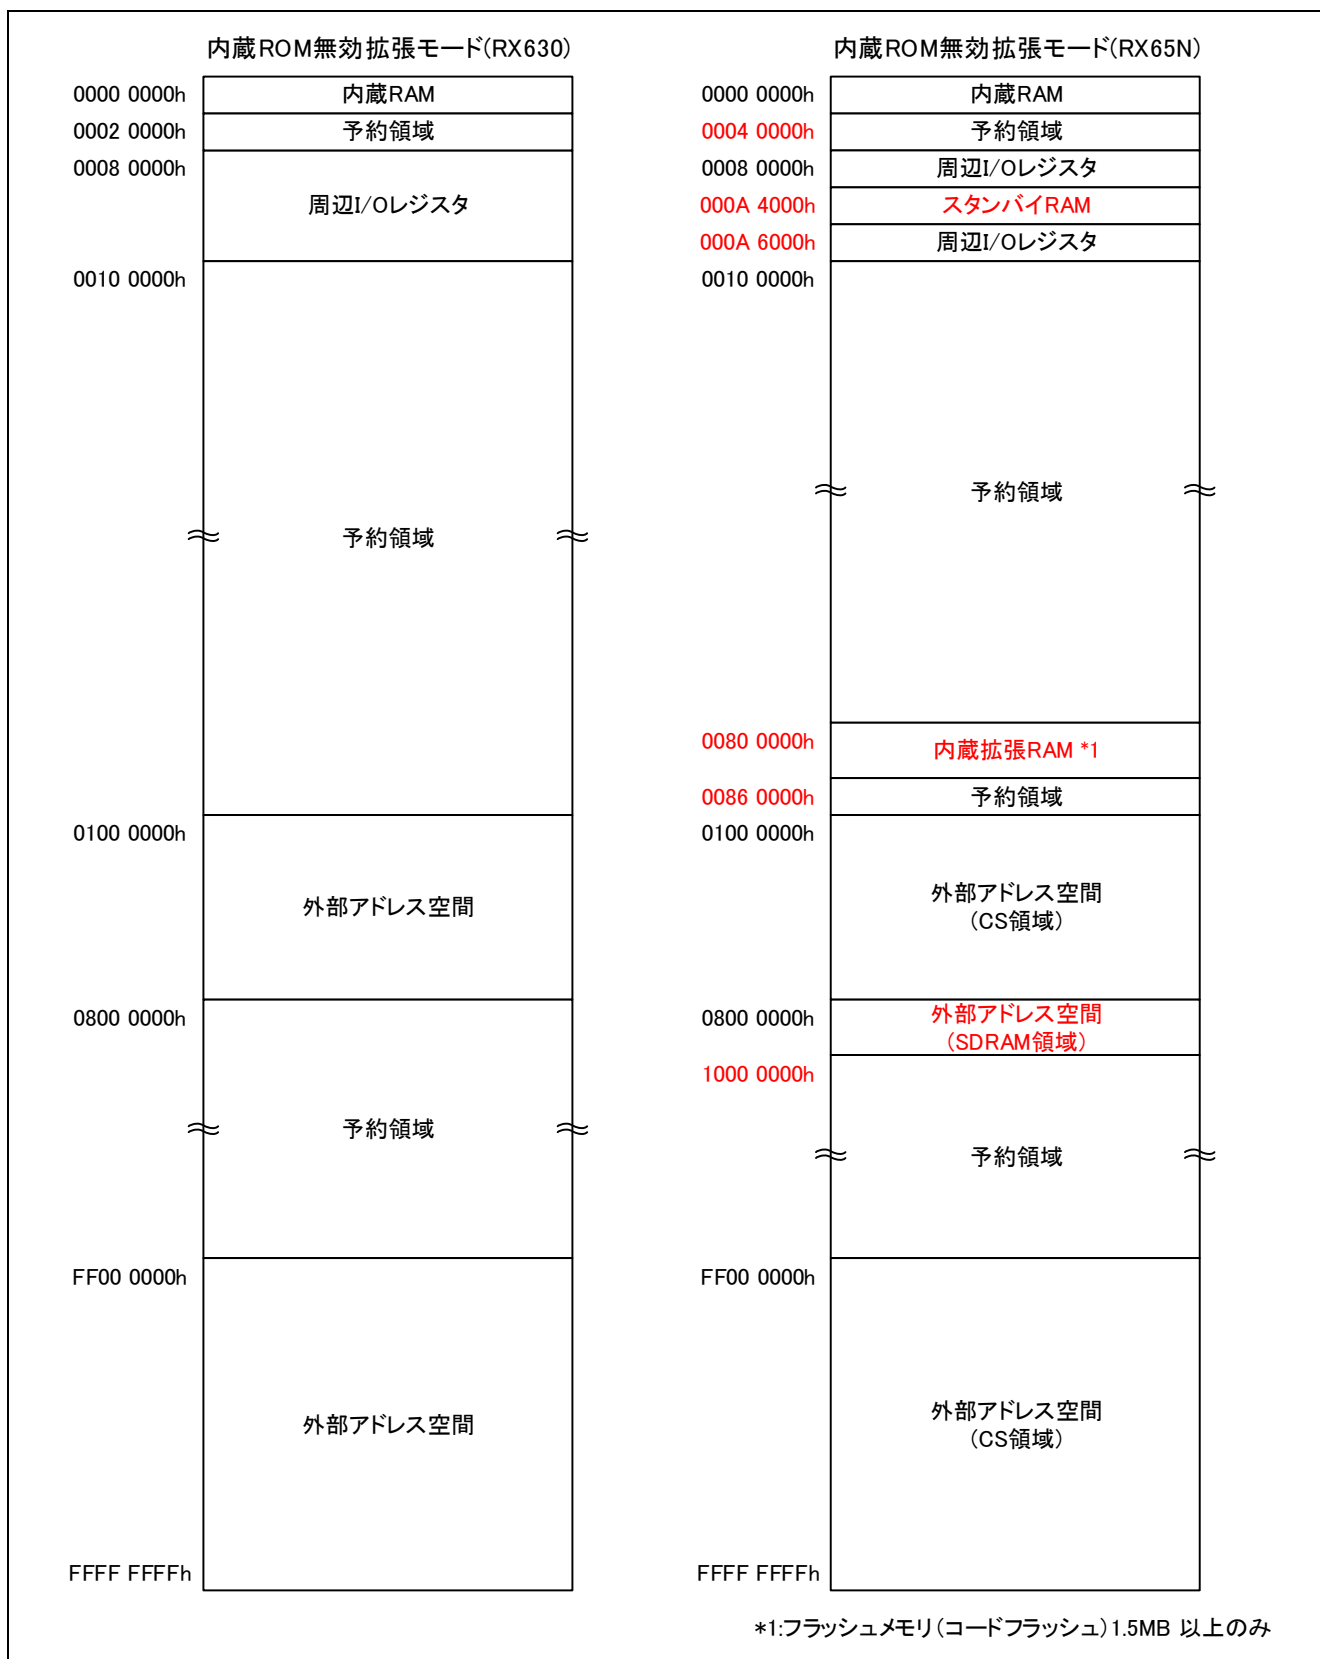 内蔵ROM無効拡張モード(RX630)
0000 0000h
内蔵RAM
0002 0000h
予約領域
0008 0000h
周辺I/Oレジスタ
0010 0000h
予約領域
0100 0000h
外部アドレス空間
0800 0000h
予約領域
FF00 0000h
外部アドレス空間
FFFF FFFFh
内蔵ROM無効拡張モード(RX65N)
0000 0000h
内蔵RAM
0004 0000h
予約領域
0008 0000h
周辺I/Oレジスタ
000A 4000h
スタンバイRAM
000A 6000h
周辺I/Oレジスタ
0010 0000h
予約領域
0080 0000h
内蔵拡張RAM *1
0086 0000h
予約領域
0100 0000h
外部アドレス空間
(CS領域)
0800 0000h
外部アドレス空間
(SDRAM領域)
1000 0000h
予約領域
FF00 0000h
外部アドレス空間
(CS領域)
FFFF FFFFh
*1:フラッシュメモリ(コードフラッシュ)1.5MB 以上のみ